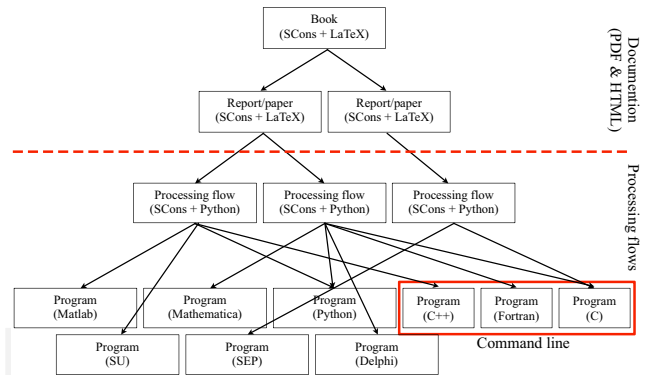 Book
(SCons + LaTeX)
Report/paper
(SCons + LaTeX)
Report/paper
(SCons + LaTeX)
Documention
(PDF & HTML)
Processing flow
(SCons + Python)
Processing flow
(SCons + Python)
Processing flow
(SCons + Python)
Processing flows
Program
(Matlab)
Program
(Mathematica)
Program
(Python)
Program
(C++)
Program
(Fortran)
Program
(C)
Command line
Program
(SU)
Program
(SEP)
Program
(Delphi)